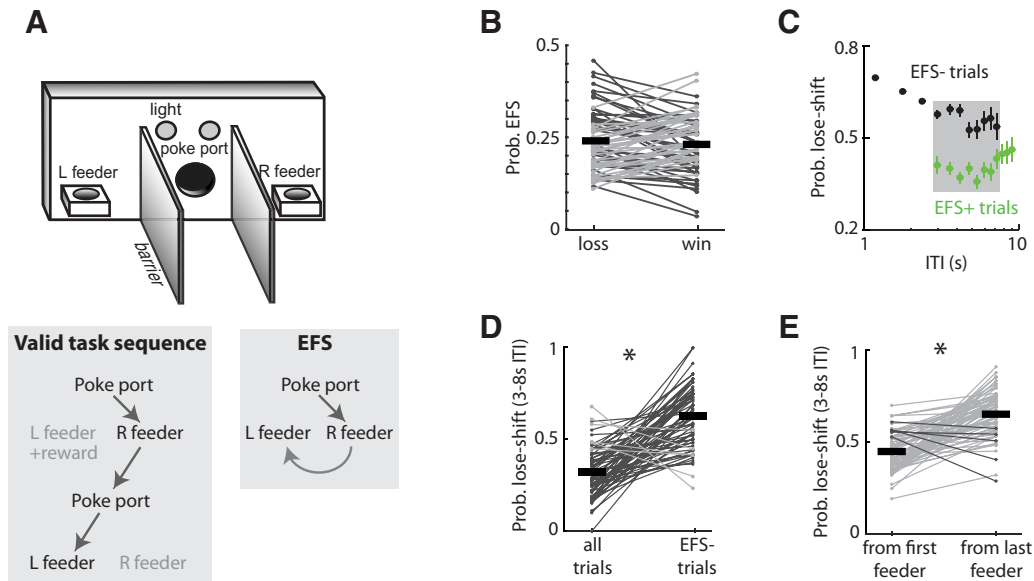 A
light
poke port
L feeder
R feeder
barrier
Valid task sequence
Poke port
L feeder
+reward
R feeder
Poke port
L feeder
R feeder
EFS
Poke port
L feeder
R feeder
B
Prob. EFS
0.5
0.25
0
loss
win
C
Prob. lose-shift
0.8
0.5
0.2
EFS- trials
EFS+ trials
1
10
ITI (s)
D
Prob. lose-shift (3-8s ITI)
1
0.5
0
*
all
trials
EFS-
trials
E
Prob. lose-shift (3-8s ITI)
1
0.5
0
*
from first
feeder
from last
feeder